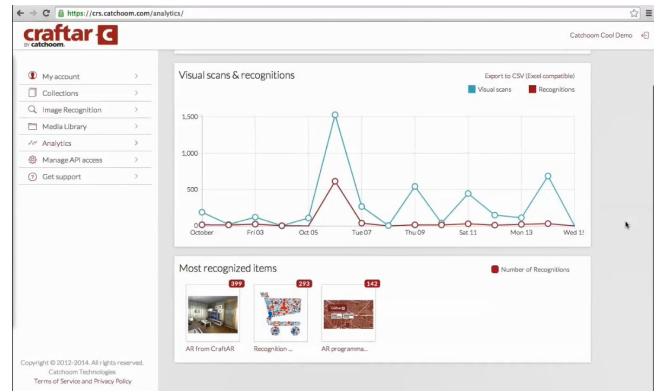 https://crs.catchoom.com/analytics/
craftar C
BY catchoom.
Catchoom Cool Demo
My account
Collections
Image Recognition
Media Library
Analytics
Manage API access
Get support
Visual scans & recognitions
Export to CSV (Excel compatible)
Visual scans
Recognitions
1,500
1,000
500
0
October
Fri 03
Oct 05
Tue 07
Thu 09
Sat 11
Mon 13
Wed 15
Most recognized items
Number of Recognitions
399
293
142
AR from CraftAR
Recognition ...
AR programma...
Copyright © 2012-2014. All rights reserved.
Catchoom Technologies
Terms of Service and Privacy Policy